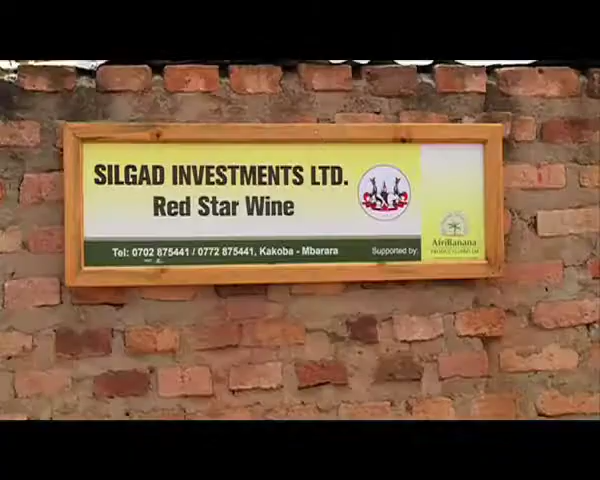 SILGAD INVESTMENTS LTD.
Red Star Wine
Tel: 0702 875441 / 0772 875441, Kakoba - Mbarara
Supported by:
AfriBanana